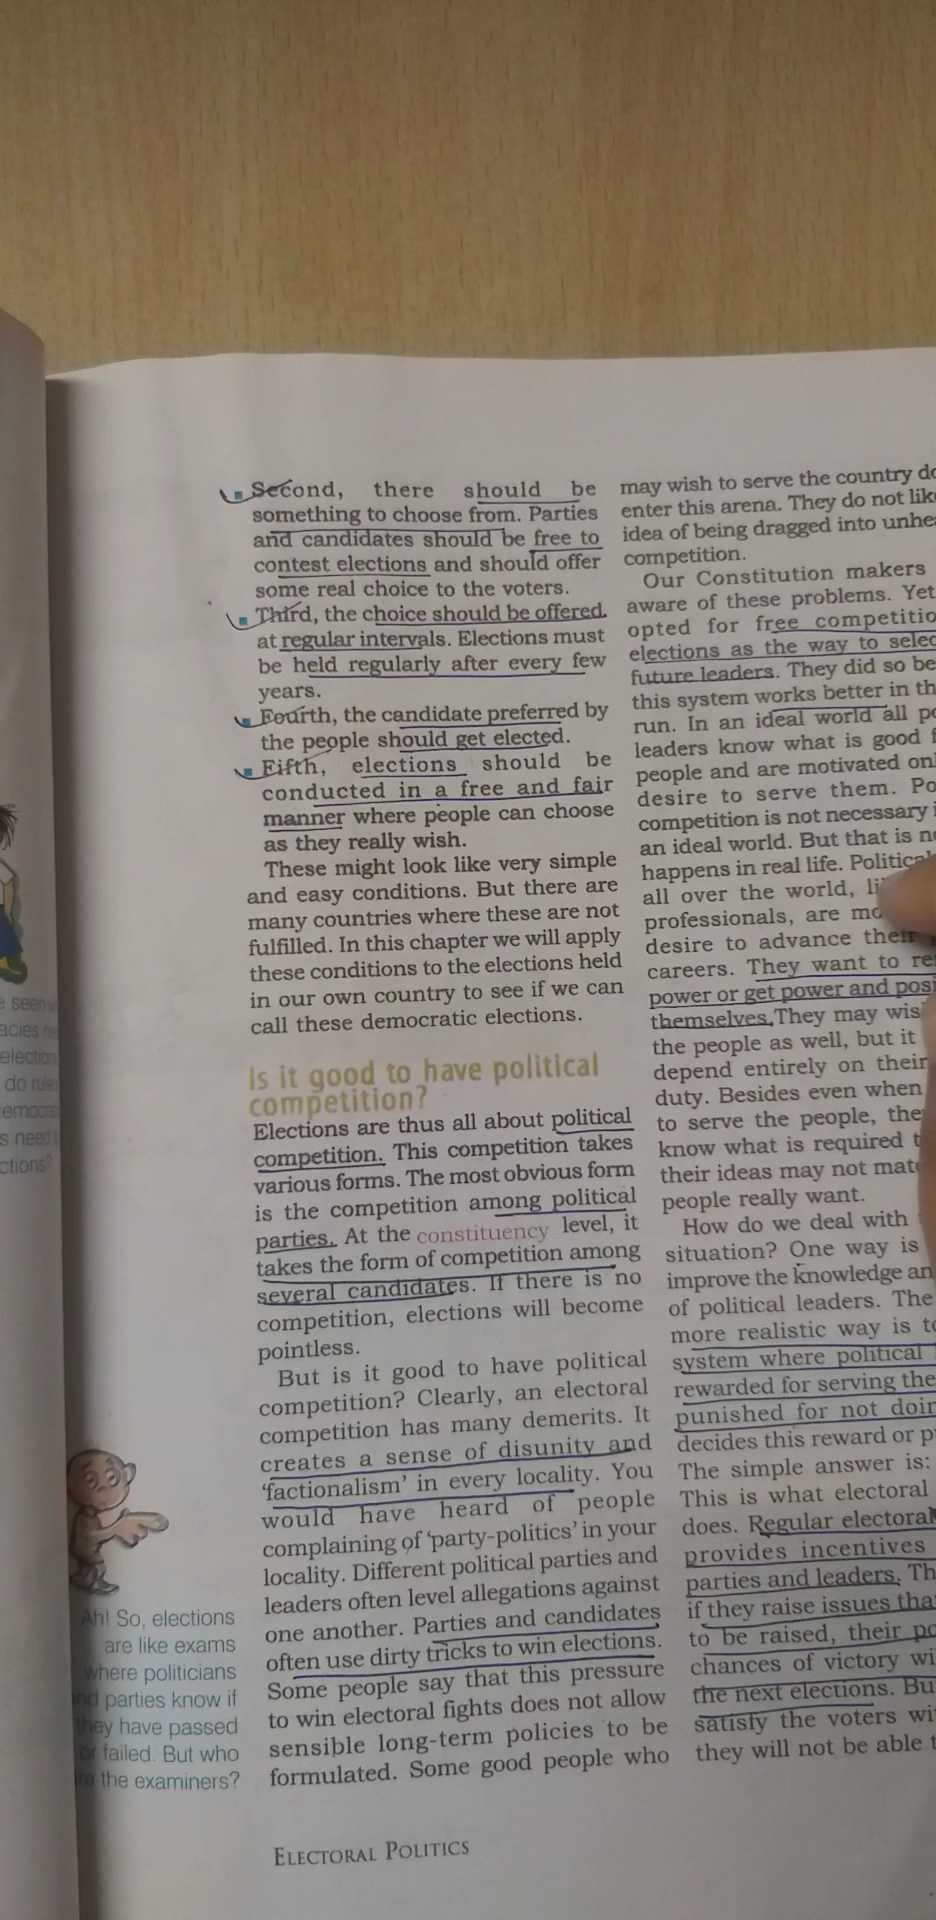 Second, there should be
something to choose from. Parties
and candidates should be free to
contest elections and should offer
some real choice to the voters.
Third, the choice should be offered
at regular intervals. Elections must
be held regularly after every few
years.
Fourth, the candidate preferred by
the people should get elected.
Fifth, elections should be
conducted in a free and fair
manner where people can choose
as they really wish.
These might look like very simple
and easy conditions. But there are
many countries where these are not
fulfilled. In this chapter we will apply
these conditions to the elections held
in our own country to see if we can
call these democratic elections.
Is it good to have political
competition?
Elections are thus all about political
competition. This competition takes
various forms. The most obvious form
is the competition among political
parties. At the constituency level, it
takes the form of competition among
several candidates. If there is no
competition, elections will become
pointless.
But is it good to have political
competition? Clearly, an electoral
competition has many demerits. It
creates a sense of disunity and
'factionalism' in every locality. You
would have heard of people
complaining of 'party-politics' in your
locality. Different political parties and
leaders often level allegations against
one another. Parties and candidates
often use dirty tricks to win elections.
Some people say that this pressure
to win electoral fights does not allow
sensible long-term policies to be
formulated. Some good people who
may wish to serve the country
enter this arena. They do not
idea of being dragged into
competition.
Our Constitution makers
aware of these problems. Yet
opted for free
elections as the way to
future leaders. They did so
this system works better in
run. In an ideal world all
leaders know what is good
people and are motivated
desire to serve them.
competition is not necessary
an ideal world. But that is
happens in real life.
all over the world,
professionals, are
desire to advance their
careers. They want to
power or get power and
themselves. They may
the people as well, but it
depend entirely on their
duty. Besides even when
to serve the people,
know what is required
their ideas may not
people really want.
How do we deal with
situation? One way is
improve the knowledge
of political leaders. The
more realistic way is
system where political
rewarded for serving the
punished for not
decides this reward or
The simple answer is:
This is what electoral
does. Regular electoral
provides incentives
parties and leaders.
if they raise issues
to be raised, their
chances of victory
the next elections.
satisfy the voters
they will not be able
seen
do
Ah! So, elections
are like exams
where politicians
and parties know if
they have passed
or failed. But who
the examiners?
ELECTORAL POLITICS